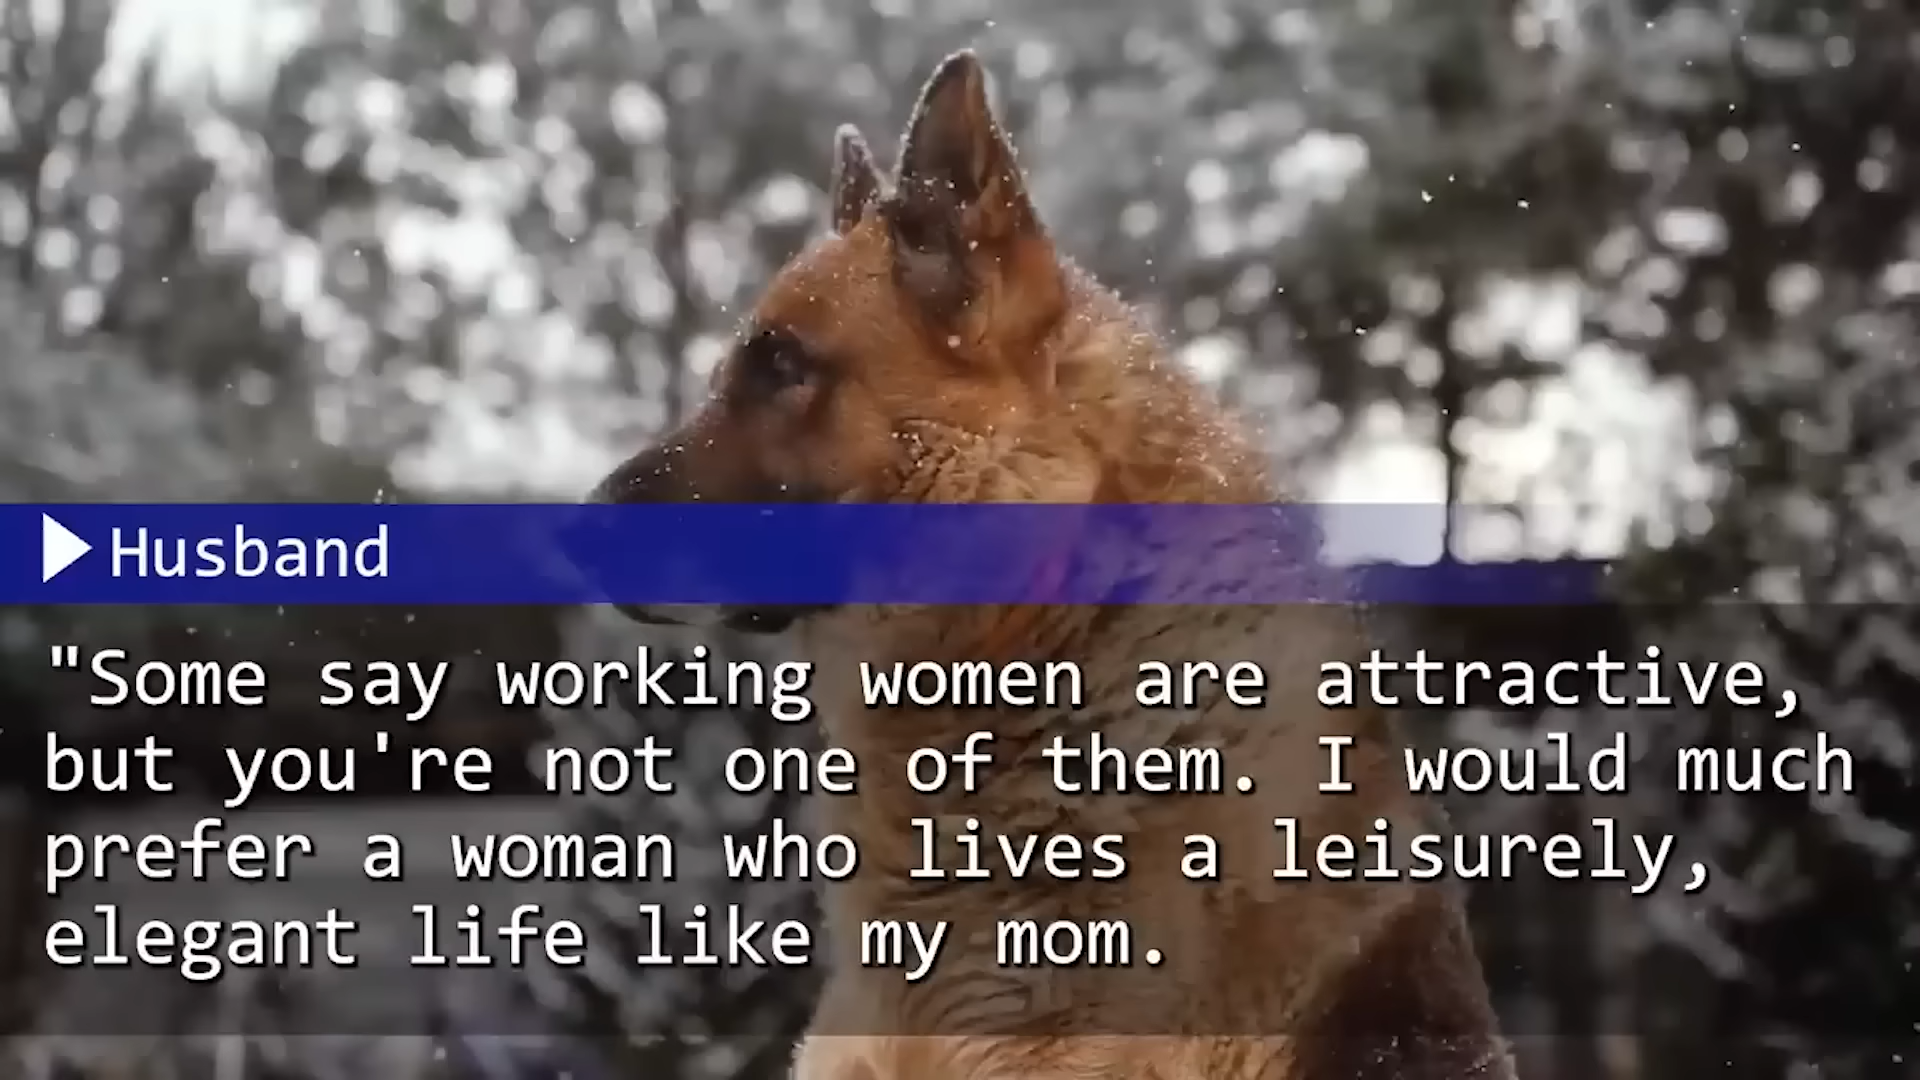 Husband
"Some say working women are attractive,
but you're not one of them. I would much
prefer a woman who lives a leisurely,
elegant life like my mom.